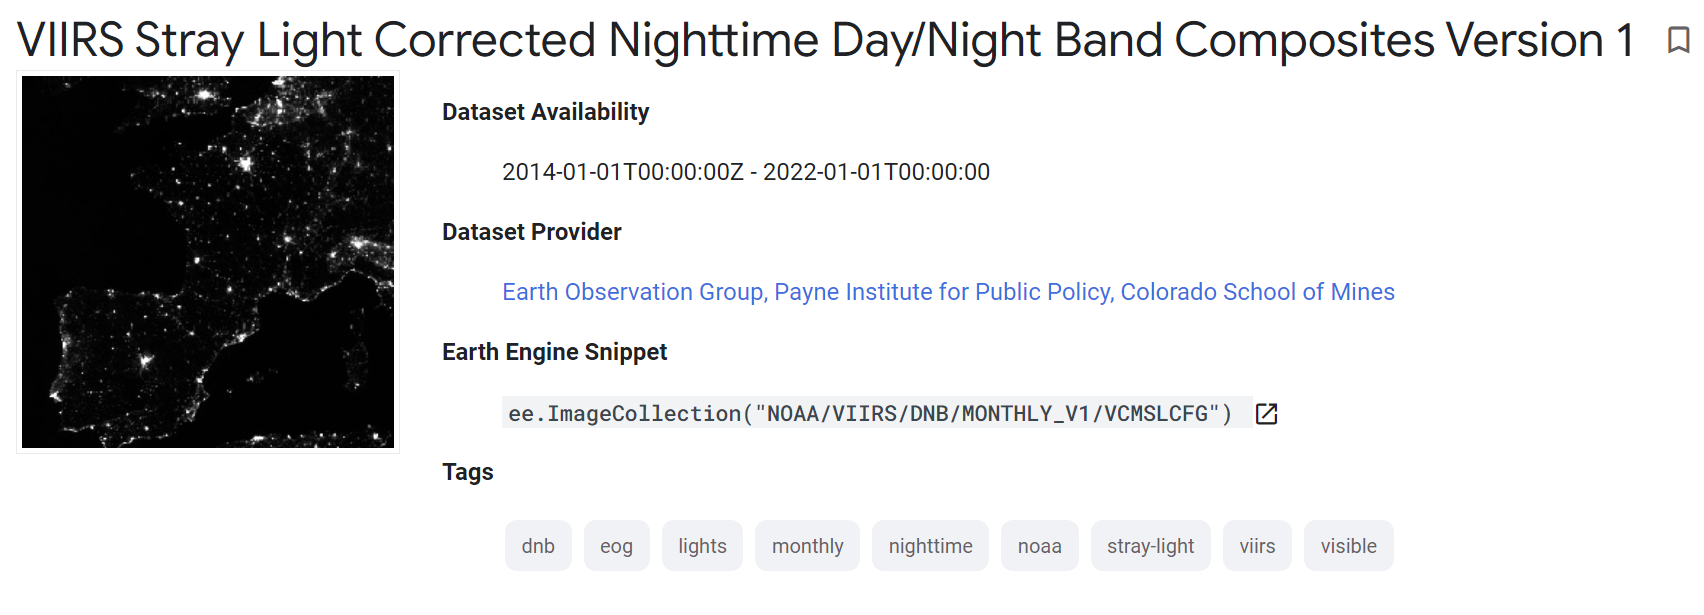 VIIRS Stray Light Corrected Nighttime Day/Night Band Composites Version 1
Dataset Availability
2014-01-01T00:00:00Z - 2022-01-01T00:00:00
Dataset Provider
Earth Observation Group, Payne Institute for Public Policy, Colorado School of Mines
Earth Engine Snippet
ee.ImageCollection("NOAA/VIIRS/DNB/MONTHLY_V1/VCMSLCFG")
Tags
dnb eog lights monthly nighttime noaa stray-light viirs visible